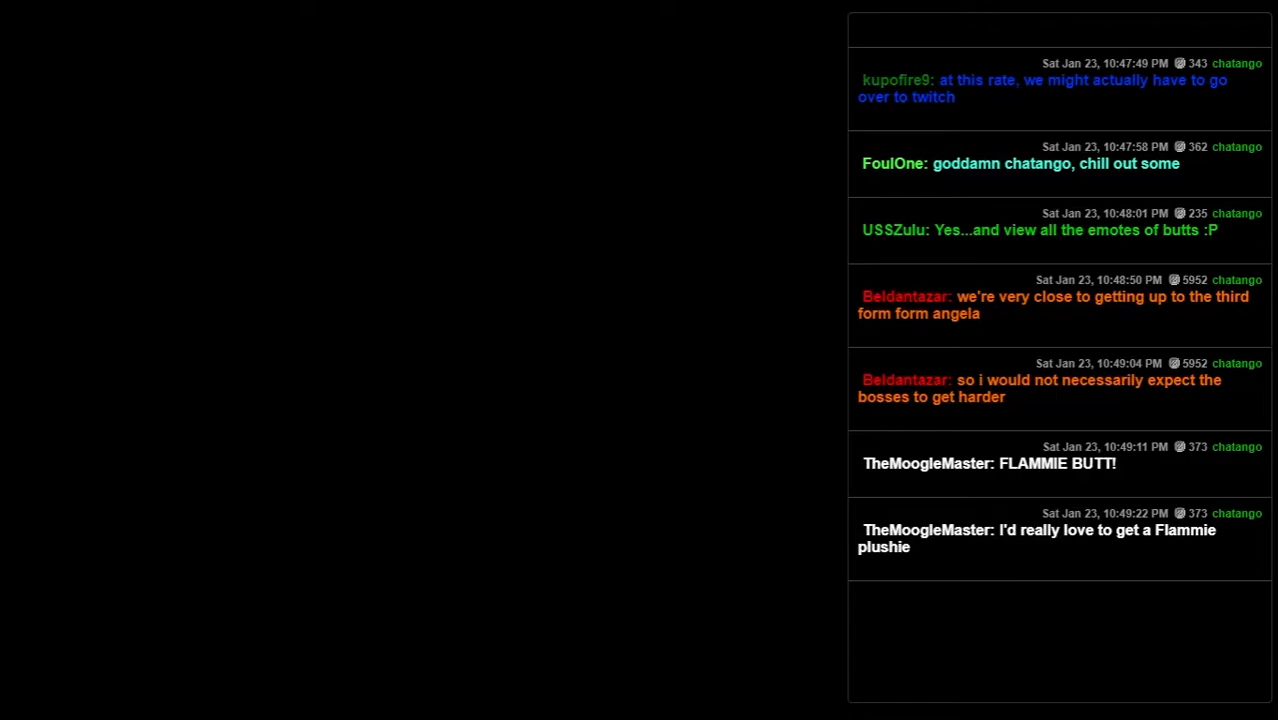 Sat Jan 23, 10:47:49 PM 343 chatango
kupofire9: at this rate, we might actually have to go
over to twitch
Sat Jan 23, 10:47:58 PM 362 chatango
FoulOne: goddamn chatango, chill out some
Sat Jan 23, 10:48:01 PM 235 chatango
USSZulu: Yes...and view all the emotes of butts :P
Sat Jan 23, 10:48:50 PM 5952 chatango
Beldantazar: we're very close to getting up to the third
form form angela
Sat Jan 23, 10:49:04 PM 5952 chatango
Beldantazar: so i would not necessarily expect the
bosses to get harder
Sat Jan 23, 10:49:11 PM 373 chatango
TheMoogleMaster: FLAMMIE BUTT!
Sat Jan 23, 10:49:22 PM 373 chatango
TheMoogleMaster: I'd really love to get a Flammie
plushie